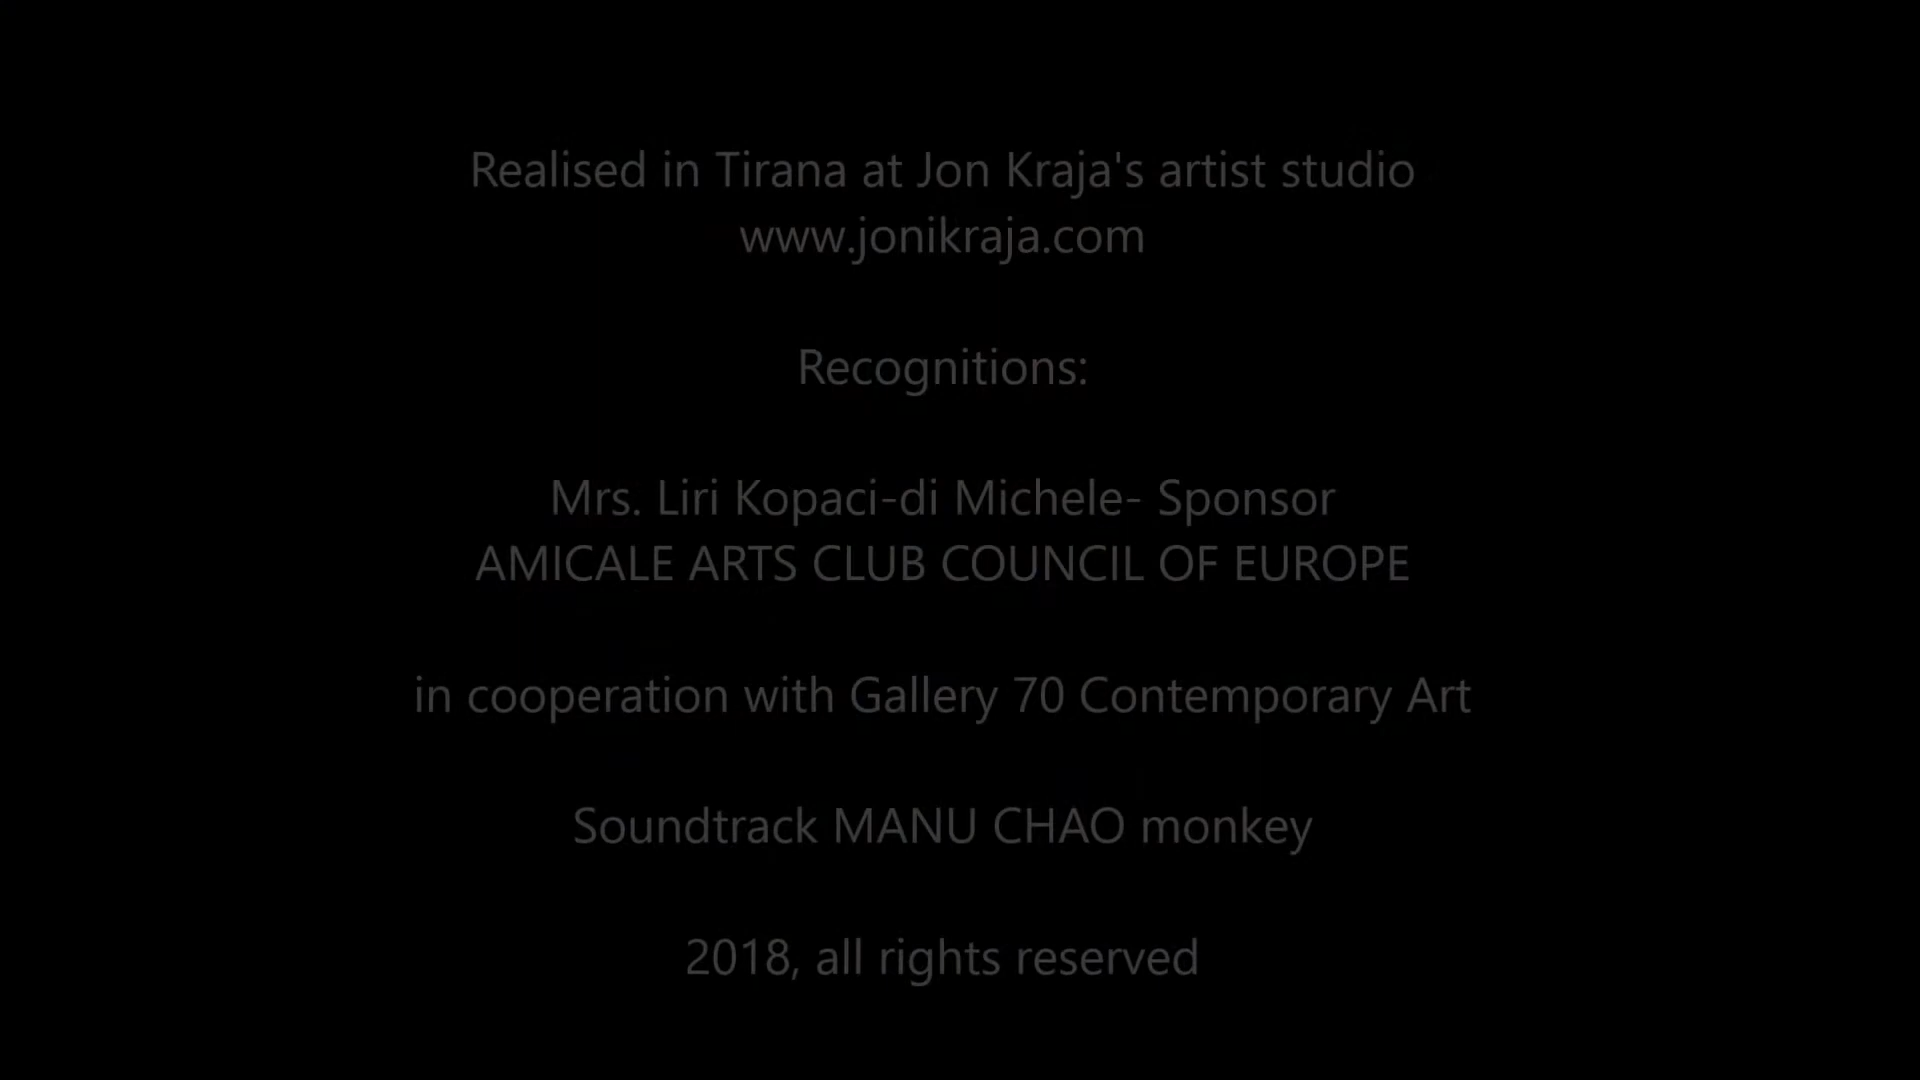 Realised in Tirana at Jon Kraja's artist studio
www.jonikraja.com
Recognitions:
Mrs. Liri Kopaci-di Michele- Sponsor
AMICALE ARTS CLUB COUNCIL OF EUROPE
in cooperation with Gallery 70 Contemporary Art
Soundtrack MANU CHAO monkey
2018, all rights reserved